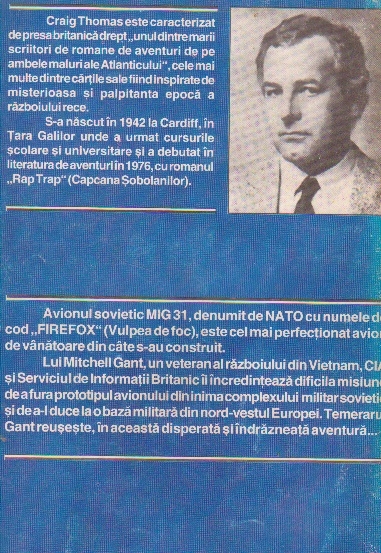 Craig Thomas este caracterizat
de presa britanică drept „unul dintre marii
scriitori de romane de aventuri de pe
ambele maluri ale Atlanticului“, cele mai
multe dintre cărțile sale fiind inspirate de
misterioasa și palpitanta epocă a
războiului rece.
S-a născut în 1942 la Cardiff, în
Țara Galilor unde a urmat cursurile
școlare și universitare și a debutat în
literatura de aventuri în 1976, cu romanul
„Rap Trap“ (Capcana Șobolanilor).
Avionul sovietic MIG 31, denumit de NATO cu numele d
cod „FIREFOX“ (Vulpea de foc), este cel mai perfecționat avio
de vânătoare din câte s-au construit.
Lui Mitchell Gant, un veteran al războiului din Vietnam, CIA
și Serviciul de Informații Britanic îi încredințează dificila misiun
de a fura prototipul avionului din inima complexului militar sovieti
și de a-l duce la o bază militară din nord-vestul Europei. Temeraru
Gant reușește, în această disperată și îndrăzneață aventură...